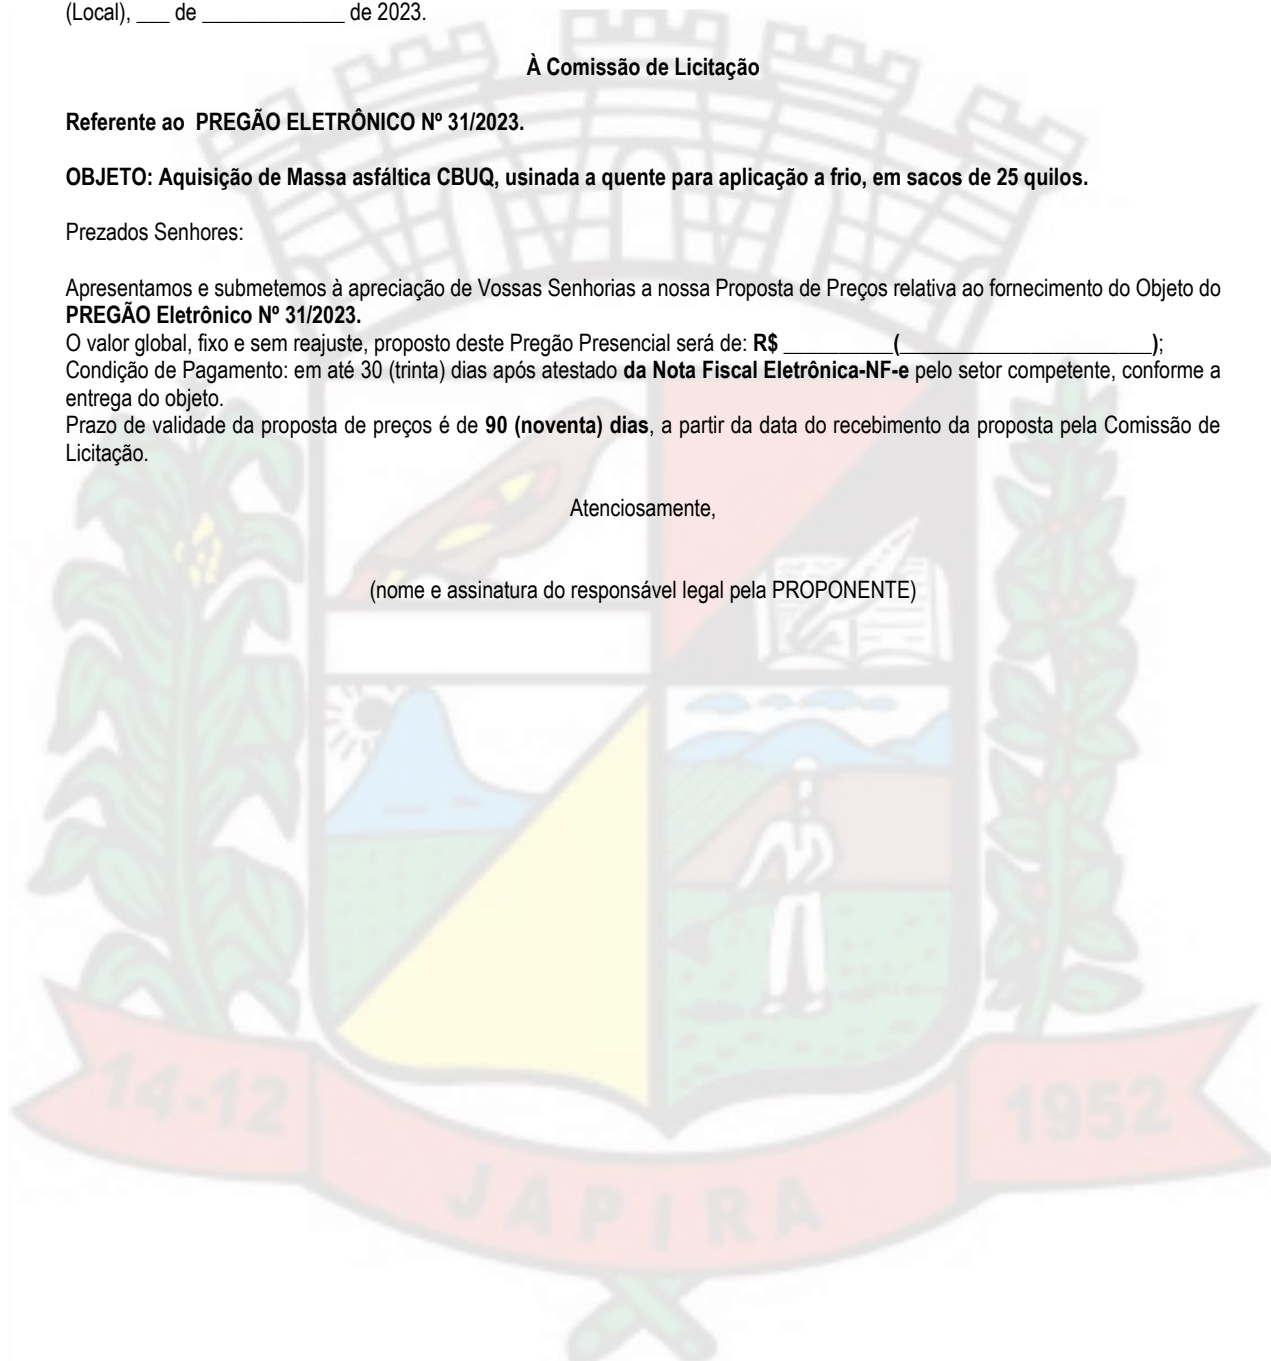 (Local), ___ de _____________ de 2023.
À Comissão de Licitação
Referente ao PREGÃO ELETRÔNICO Nº 31/2023.
OBJETO: Aquisição de Massa asfáltica CBUQ, usinada a quente para aplicação a frio, em sacos de 25 quilos.
Prezados Senhores:
Apresentamos e submetemos à apreciação de Vossas Senhorias a nossa Proposta de Preços relativa ao fornecimento do Objeto do
PREGÃO Eletrônico Nº 31/2023.
O valor global, fixo e sem reajuste, proposto deste Pregão Presencial será de: R$ __________(_______________________);
Condição de Pagamento: em até 30 (trinta) dias após atestado da Nota Fiscal Eletrônica-NF-e pelo setor competente, conforme a
entrega do objeto.
Prazo de validade da proposta de preços é de 90 (noventa) dias, a partir da data do recebimento da proposta pela Comissão de
Licitação.
Atenciosamente,
(nome e assinatura do responsável legal pela PROPONENTE)
14-12
1952
JAPIRA